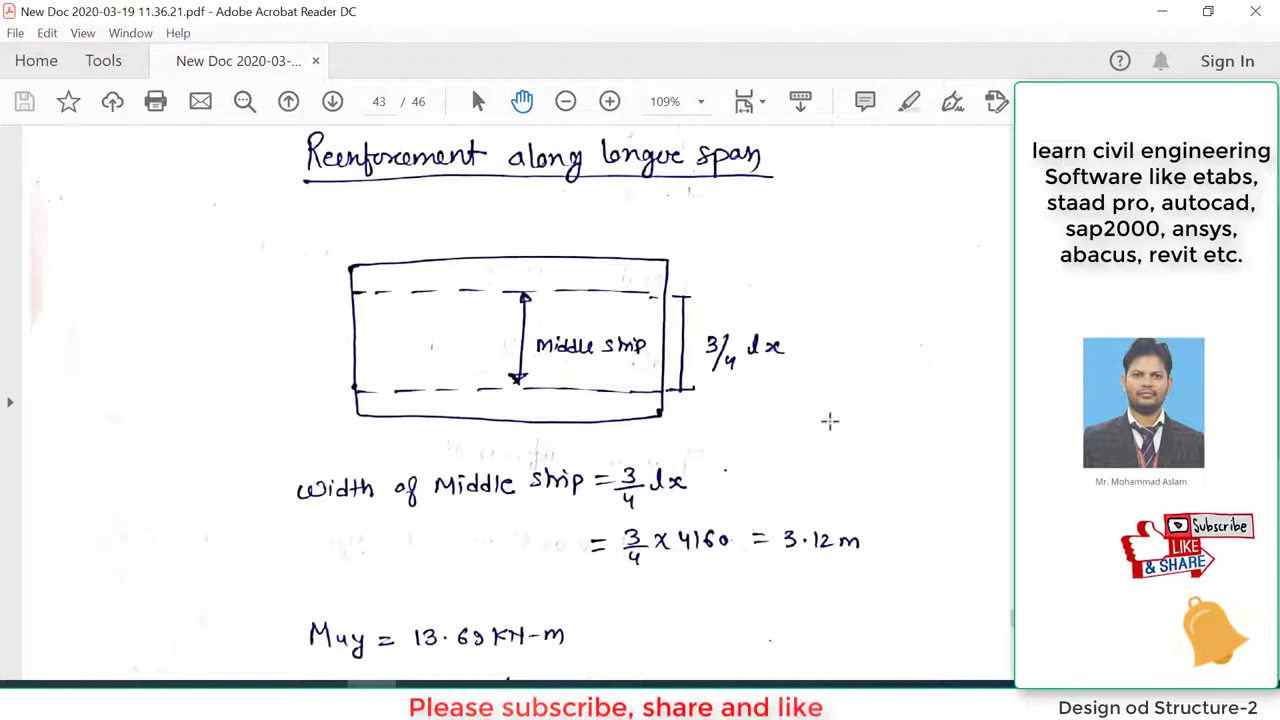 New Doc 2020-03-19 11.36.21.pdf - Adobe Acrobat Reader DC
File Edit View Window Help
Home Tools New Doc 2020-03-... × Sign In
43 / 46 109%
Reenforcement along longer span
Middle strip
3/4 lx
Width of Middle strip = 3/4 lx
= 3/4 x 4160 = 3.12 m
Muy = 13.69 KN-m
learn civil engineering
Software like etabs,
staad pro, autocad,
sap2000, ansys,
abacus, revit etc.
Mr. Mohammad Aslam
Subscribe
LIKE
& SHARE
Please subscribe, share and like
Design od Structure-2